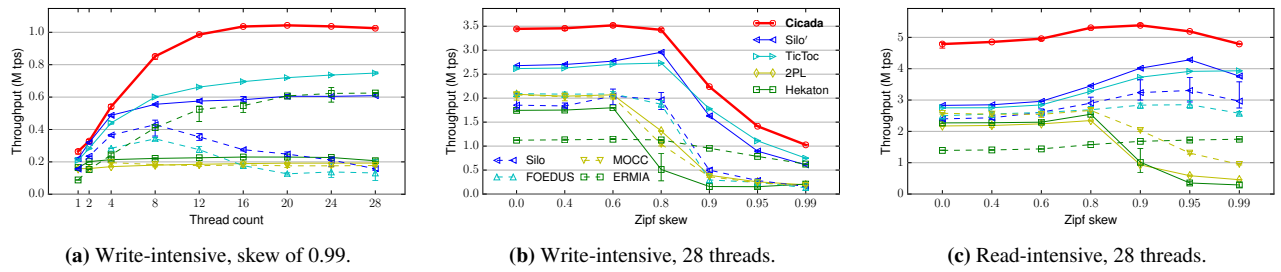 Throughput (M tps)
1.0
0.8
0.6
0.4
0.2
0.0
1 2 4 8 12 16 20 24 28
Thread count
(a) Write-intensive, skew of 0.99.
Throughput (M tps)
3.5
3.0
2.5
2.0
1.5
1.0
0.5
0.0
Cicada
Silo′
TicToc
2PL
Hekaton
Silo MOCC
FOEDUS ERMIA
0.0 0.4 0.6 0.8 0.9 0.95 0.99
Zipf skew
(b) Write-intensive, 28 threads.
Throughput (M tps)
5
4
3
2
1
0
0.0 0.4 0.6 0.8 0.9 0.95 0.99
Zipf skew
(c) Read-intensive, 28 threads.